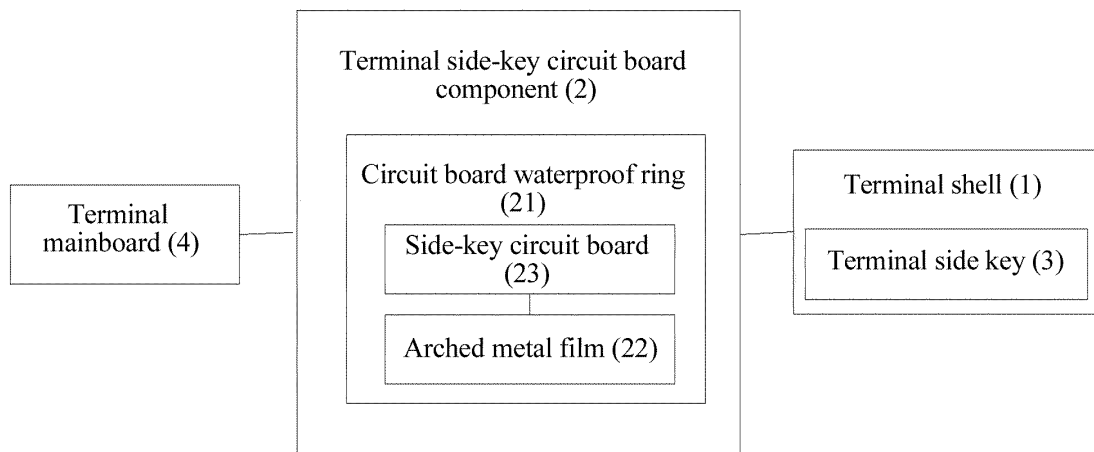 Terminal side-key circuit board
component (2)
Circuit board waterproof ring
(21)
Side-key circuit board
(23)
Arched metal film (22)
Terminal
mainboard (4)
Terminal shell (1)
Terminal side key (3)